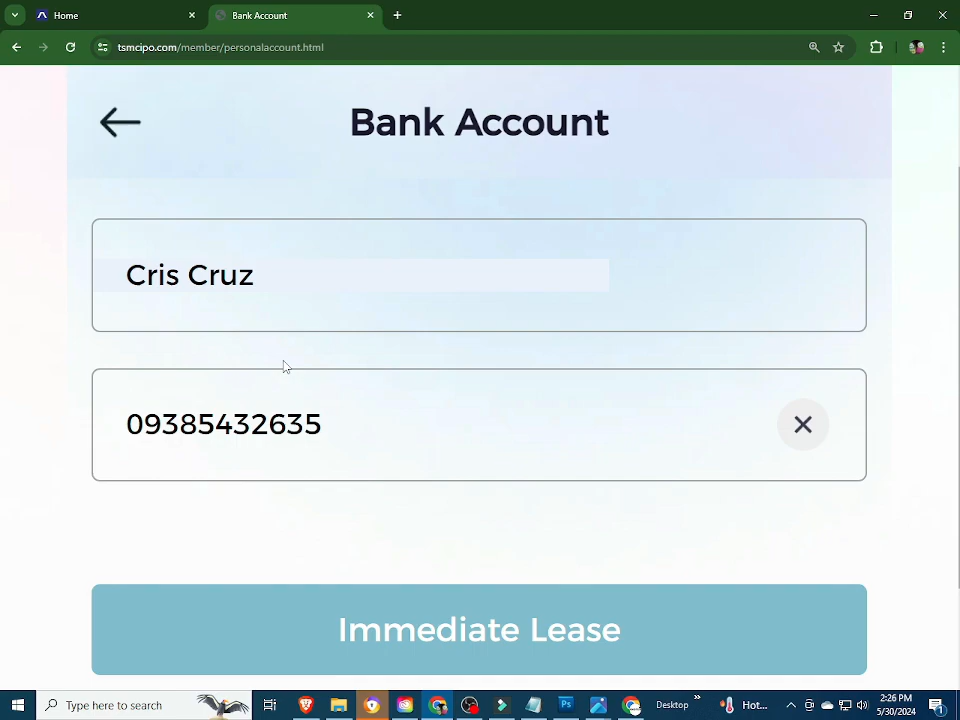 Home
Bank Account
tsmcipo.com/member/personalaccount.html
Bank Account
Cris Cruz
09385432635
Immediate Lease
Type here to search
Desktop
Hot...
2:26 PM
5/30/2024